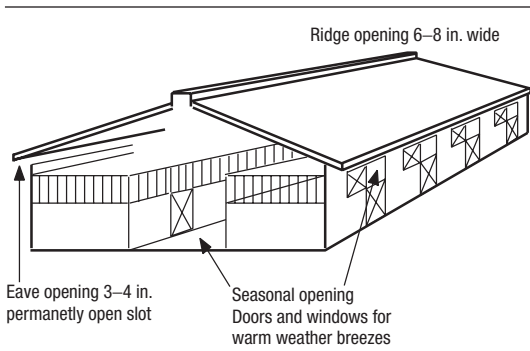 Ridge opening 6–8 in. wide
Eave opening 3–4 in.
permanetly open slot
Seasonal opening
Doors and windows for
warm weather breezes